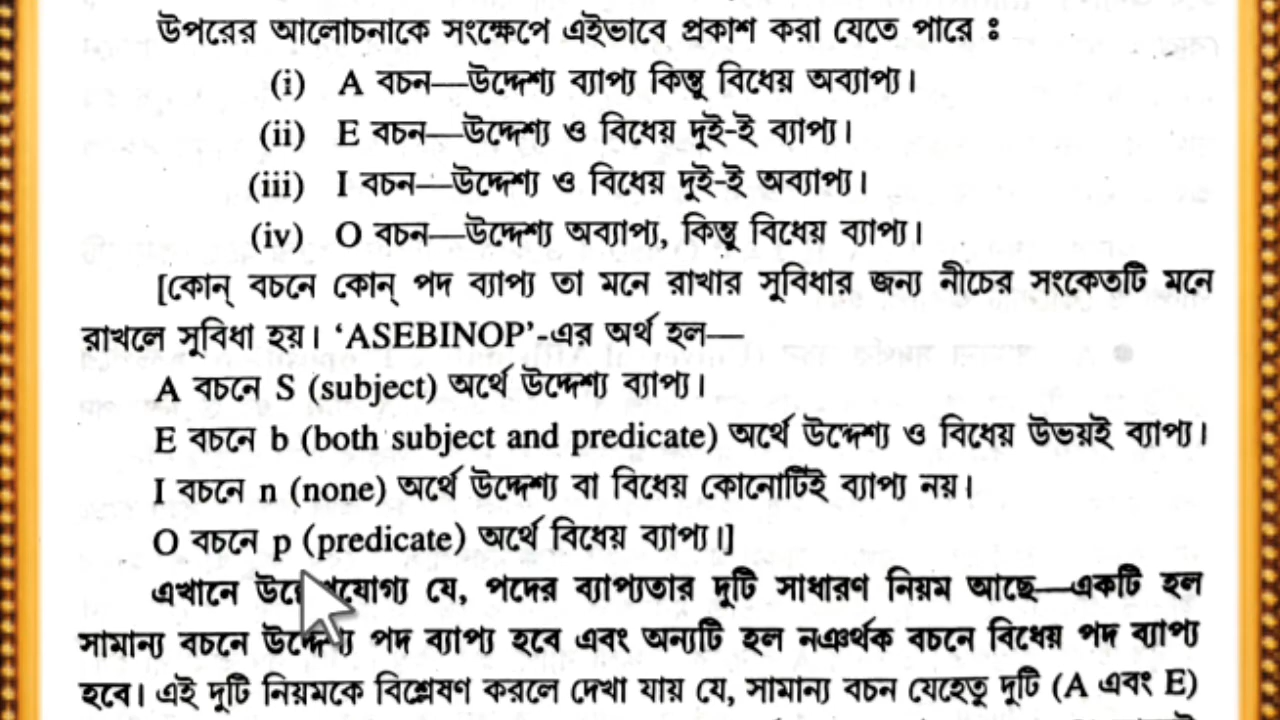 উপরের আলোচনাকে সংক্ষেপে এইভাবে প্রকাশ করা যেতে পারে ঃ
(i) A বচন—উদ্দেশ্য ব্যাপ্য কিন্তু বিধেয় অব্যাপ্য।
(ii) E বচন—উদ্দেশ্য ও বিধেয় দুই-ই ব্যাপ্য।
(iii) I বচন—উদ্দেশ্য ও বিধেয় দুই-ই অব্যাপ্য।
(iv) O বচন—উদ্দেশ্য অব্যাপ্য, কিন্তু বিধেয় ব্যাপ্য।
[কোন্ বচনে কোন্ পদ ব্যাপ্য তা মনে রাখার সুবিধার জন্য নীচের সংকেতটি মনে
রাখলে সুবিধা হয়। ‘ASEBINOP’-এর অর্থ হল—
A বচনে S (subject) অর্থে উদ্দেশ্য ব্যাপ্য।
E বচনে b (both subject and predicate) অর্থে উদ্দেশ্য ও বিধেয় উভয়ই ব্যাপ্য।
I বচনে n (none) অর্থে উদ্দেশ্য বা বিধেয় কোনোটিই ব্যাপ্য নয়।
O বচনে p (predicate) অর্থে বিধেয় ব্যাপ্য।]
এখানে উল্লেখযোগ্য যে, পদের ব্যাপ্যতার দুটি সাধারণ নিয়ম আছে—একটি হল
সামান্য বচনে উদ্দেশ্য পদ ব্যাপ্য হবে এবং অন্যটি হল নঞর্থক বচনে বিধেয় পদ ব্যাপ্য
হবে। এই দুটি নিয়মকে বিশ্লেষণ করলে দেখা যায় যে, সামান্য বচন যেহেতু দুটি (A এবং E)